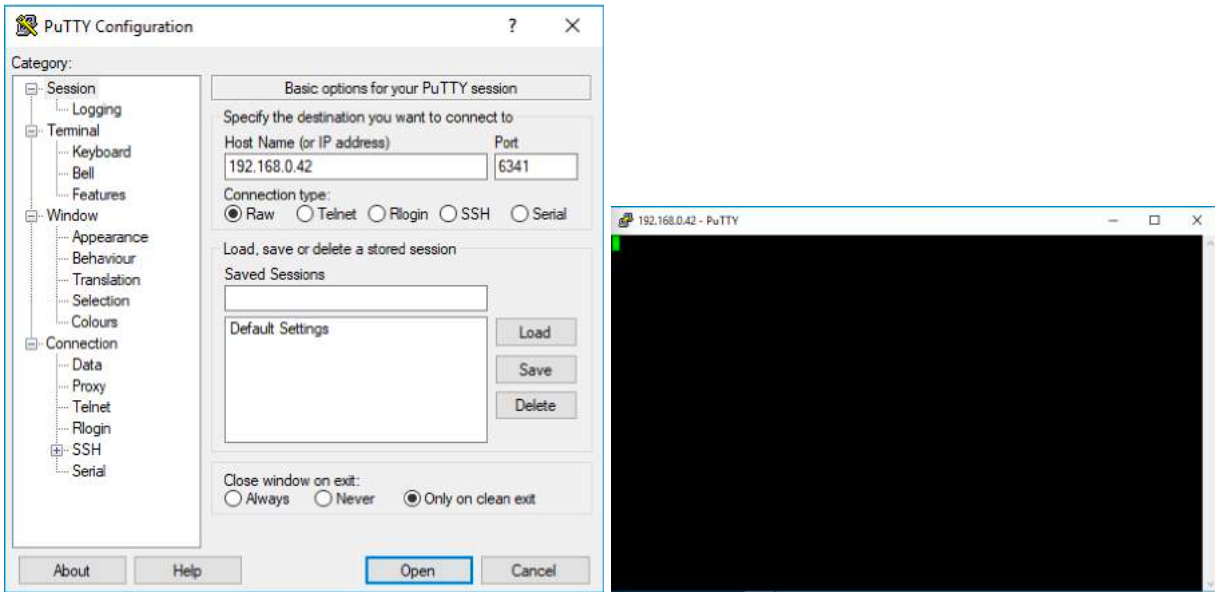 PuTTY Configuration
?
Category:
Session
Logging
Terminal
Keyboard
Bell
Features
Window
Appearance
Behaviour
Translation
Selection
Colours
Connection
Data
Proxy
Telnet
Rlogin
SSH
Serial
Basic options for your PuTTY session
Specify the destination you want to connect to
Host Name (or IP address) Port
192.168.0.42 6341
Connection type:
Raw Telnet Rlogin SSH Serial
Load, save or delete a stored session
Saved Sessions
Default Settings
Load
Save
Delete
Close window on exit:
Always Never Only on clean exit
About Help Open Cancel
192.168.0.42 - PuTTY